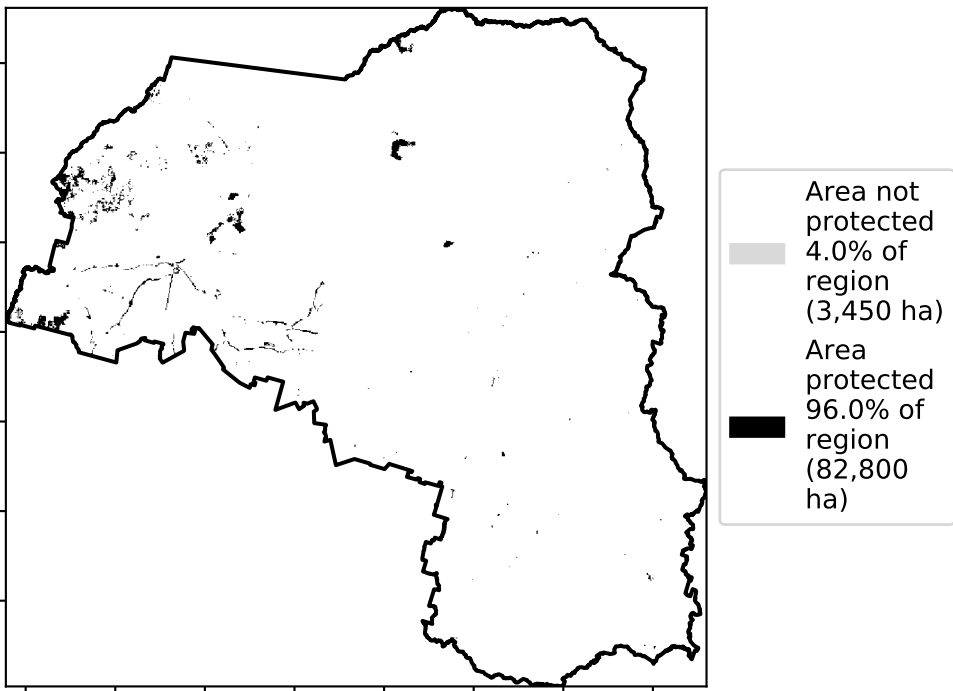 Area not
protected
4.0% of
region
(3,450 ha)
Area
protected
96.0% of
region
(82,800
ha)